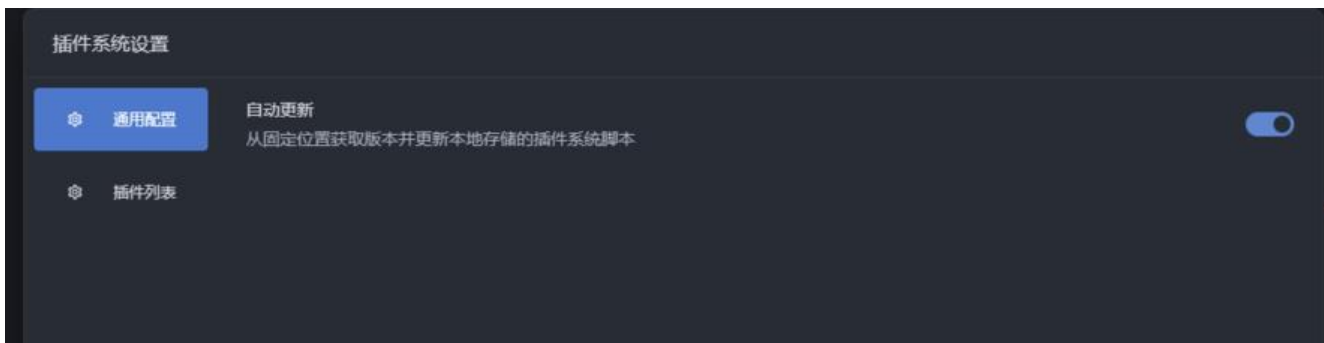 插件系统设置
通用配置
自动更新
从固定位置获取版本并更新本地存储的插件系统脚本
插件列表